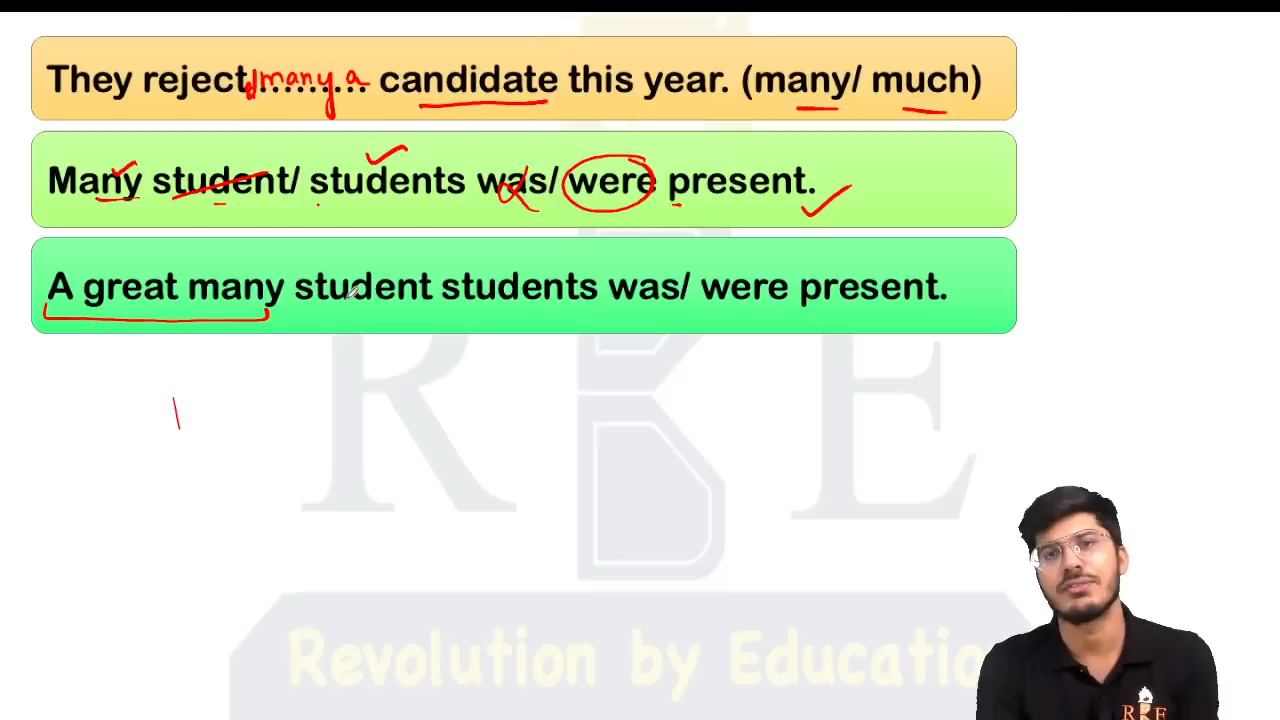 They reject......... candidate this year. (many/ much)
many a
Many student/ students was/ were present.
A great many student students was/ were present.
R E
Revolution by Educatio
RKE